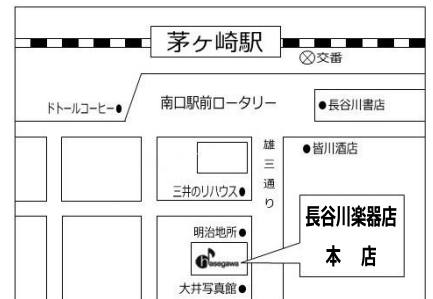 茅ヶ崎駅
交番
ドトールコーヒー
南口駅前ロータリー
長谷川書店
雄三通り
皆川酒店
三井のリハウス
明治地所
Hasegawa
大井写真館
長谷川楽器店
本店